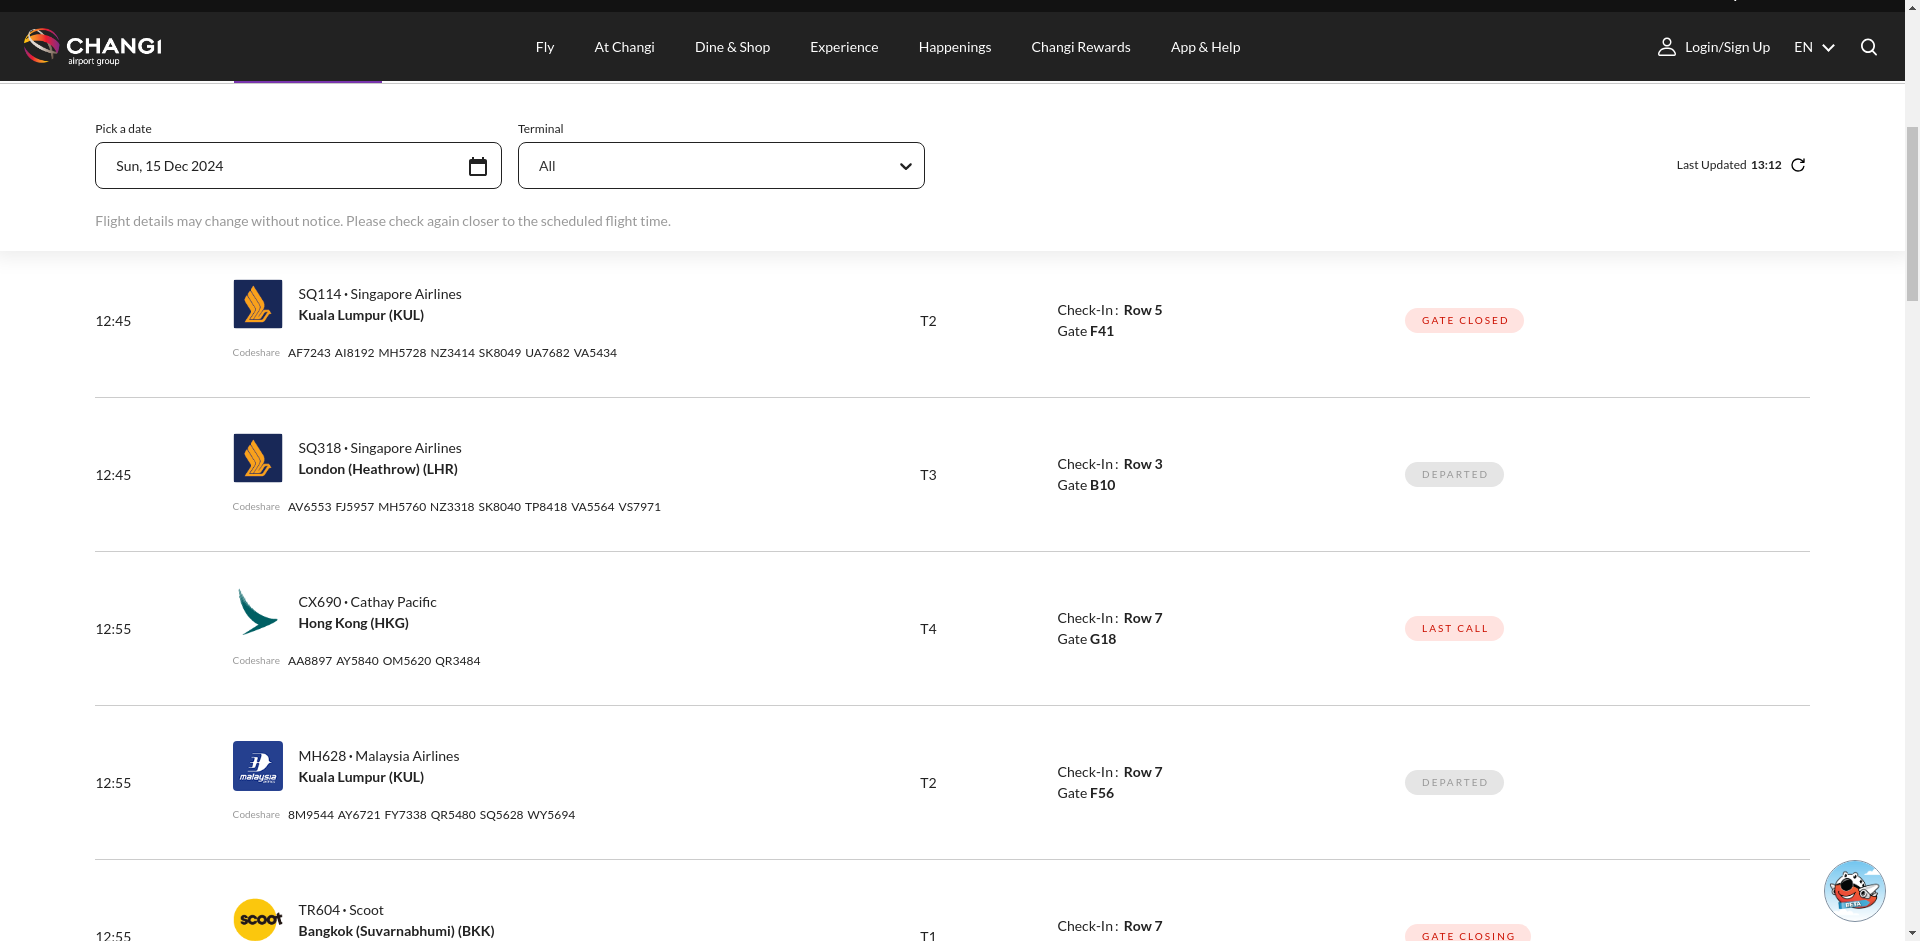 CHANGI
airport group
Fly
At Changi
Dine & Shop
Experience
Happenings
Changi Rewards
App & Help
Login/Sign Up
EN
Pick a date
Sun, 15 Dec 2024
Terminal
All
Last Updated 13:12
Flight details may change without notice. Please check again closer to the scheduled flight time.
12:45
SQ114 · Singapore Airlines
Kuala Lumpur (KUL)
Codeshare AF7243 AI8192 MH5728 NZ3414 SK8049 UA7682 VA5434
T2
Check-In : Row 5
Gate F41
GATE CLOSED
12:45
SQ318 · Singapore Airlines
London (Heathrow) (LHR)
Codeshare AV6553 FJ5957 MH5760 NZ3318 SK8040 TP8418 VA5564 VS7971
T3
Check-In : Row 3
Gate B10
DEPARTED
12:55
CX690 · Cathay Pacific
Hong Kong (HKG)
Codeshare AA8897 AY5840 OM5620 QR3484
T4
Check-In : Row 7
Gate G18
LAST CALL
12:55
malaysia
MH628 · Malaysia Airlines
Kuala Lumpur (KUL)
Codeshare 8M9544 AY6721 FY7338 QR5480 SQ5628 WY5694
T2
Check-In : Row 7
Gate F56
DEPARTED
12:55
scoot
TR604 · Scoot
Bangkok (Suvarnabhumi) (BKK)
T1
Check-In : Row 7
GATE CLOSING
BETA